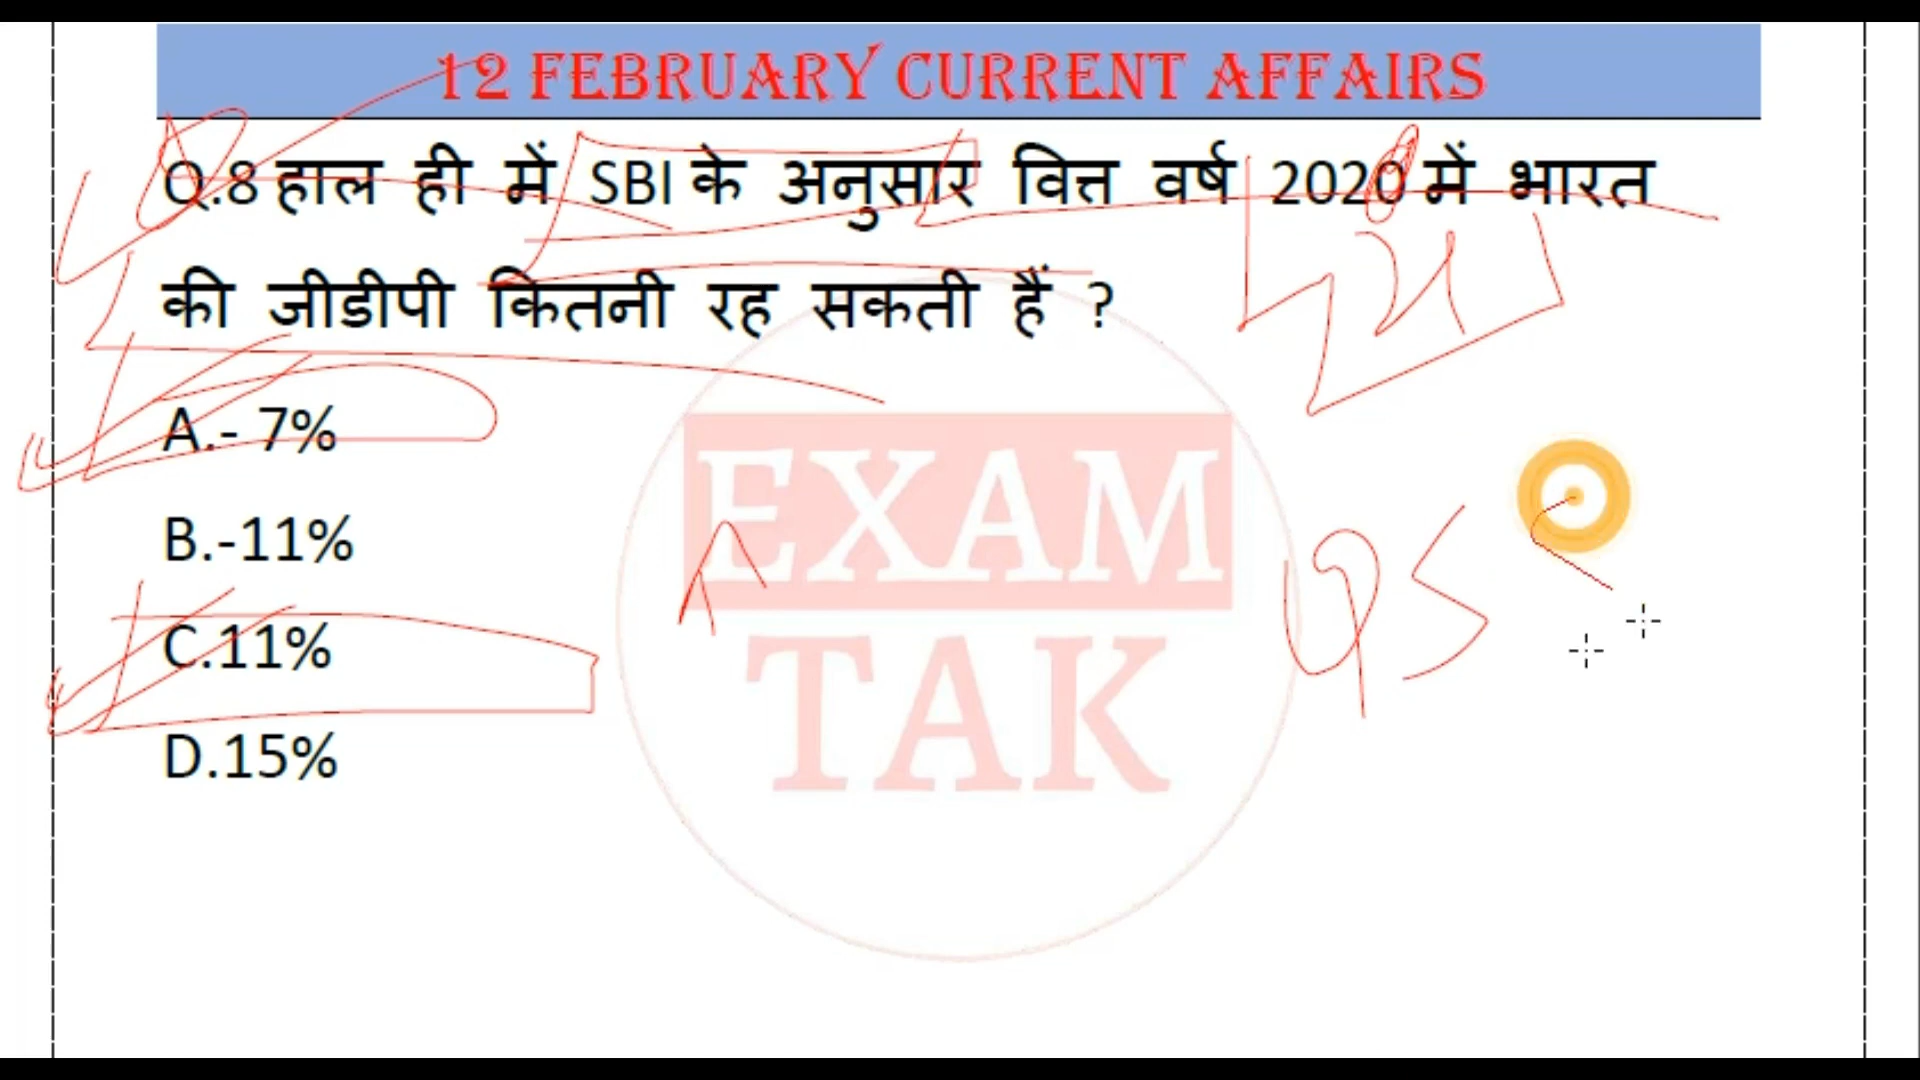 12 FEBRUARY CURRENT AFFAIRS
Q.8 हाल ही में SBI के अनुसार वित्त वर्ष 2020 में भारत
की जीडीपी कितनी रह सकती हैं ?
A.- 7%
B.-11%
C.11%
D.15%
EXAM
TAK